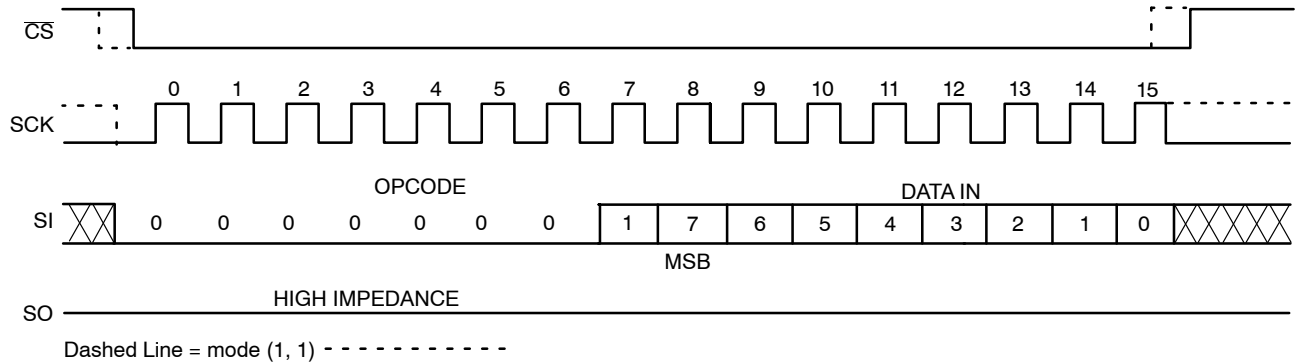 CS
0 1 2 3 4 5 6 7 8 9 10 11 12 13 14 15
SCK
OPCODE DATA IN
SI 0 0 0 0 0 0 0 1 7 6 5 4 3 2 1 0
MSB
HIGH IMPEDANCE
SO
Dashed Line = mode (1, 1)